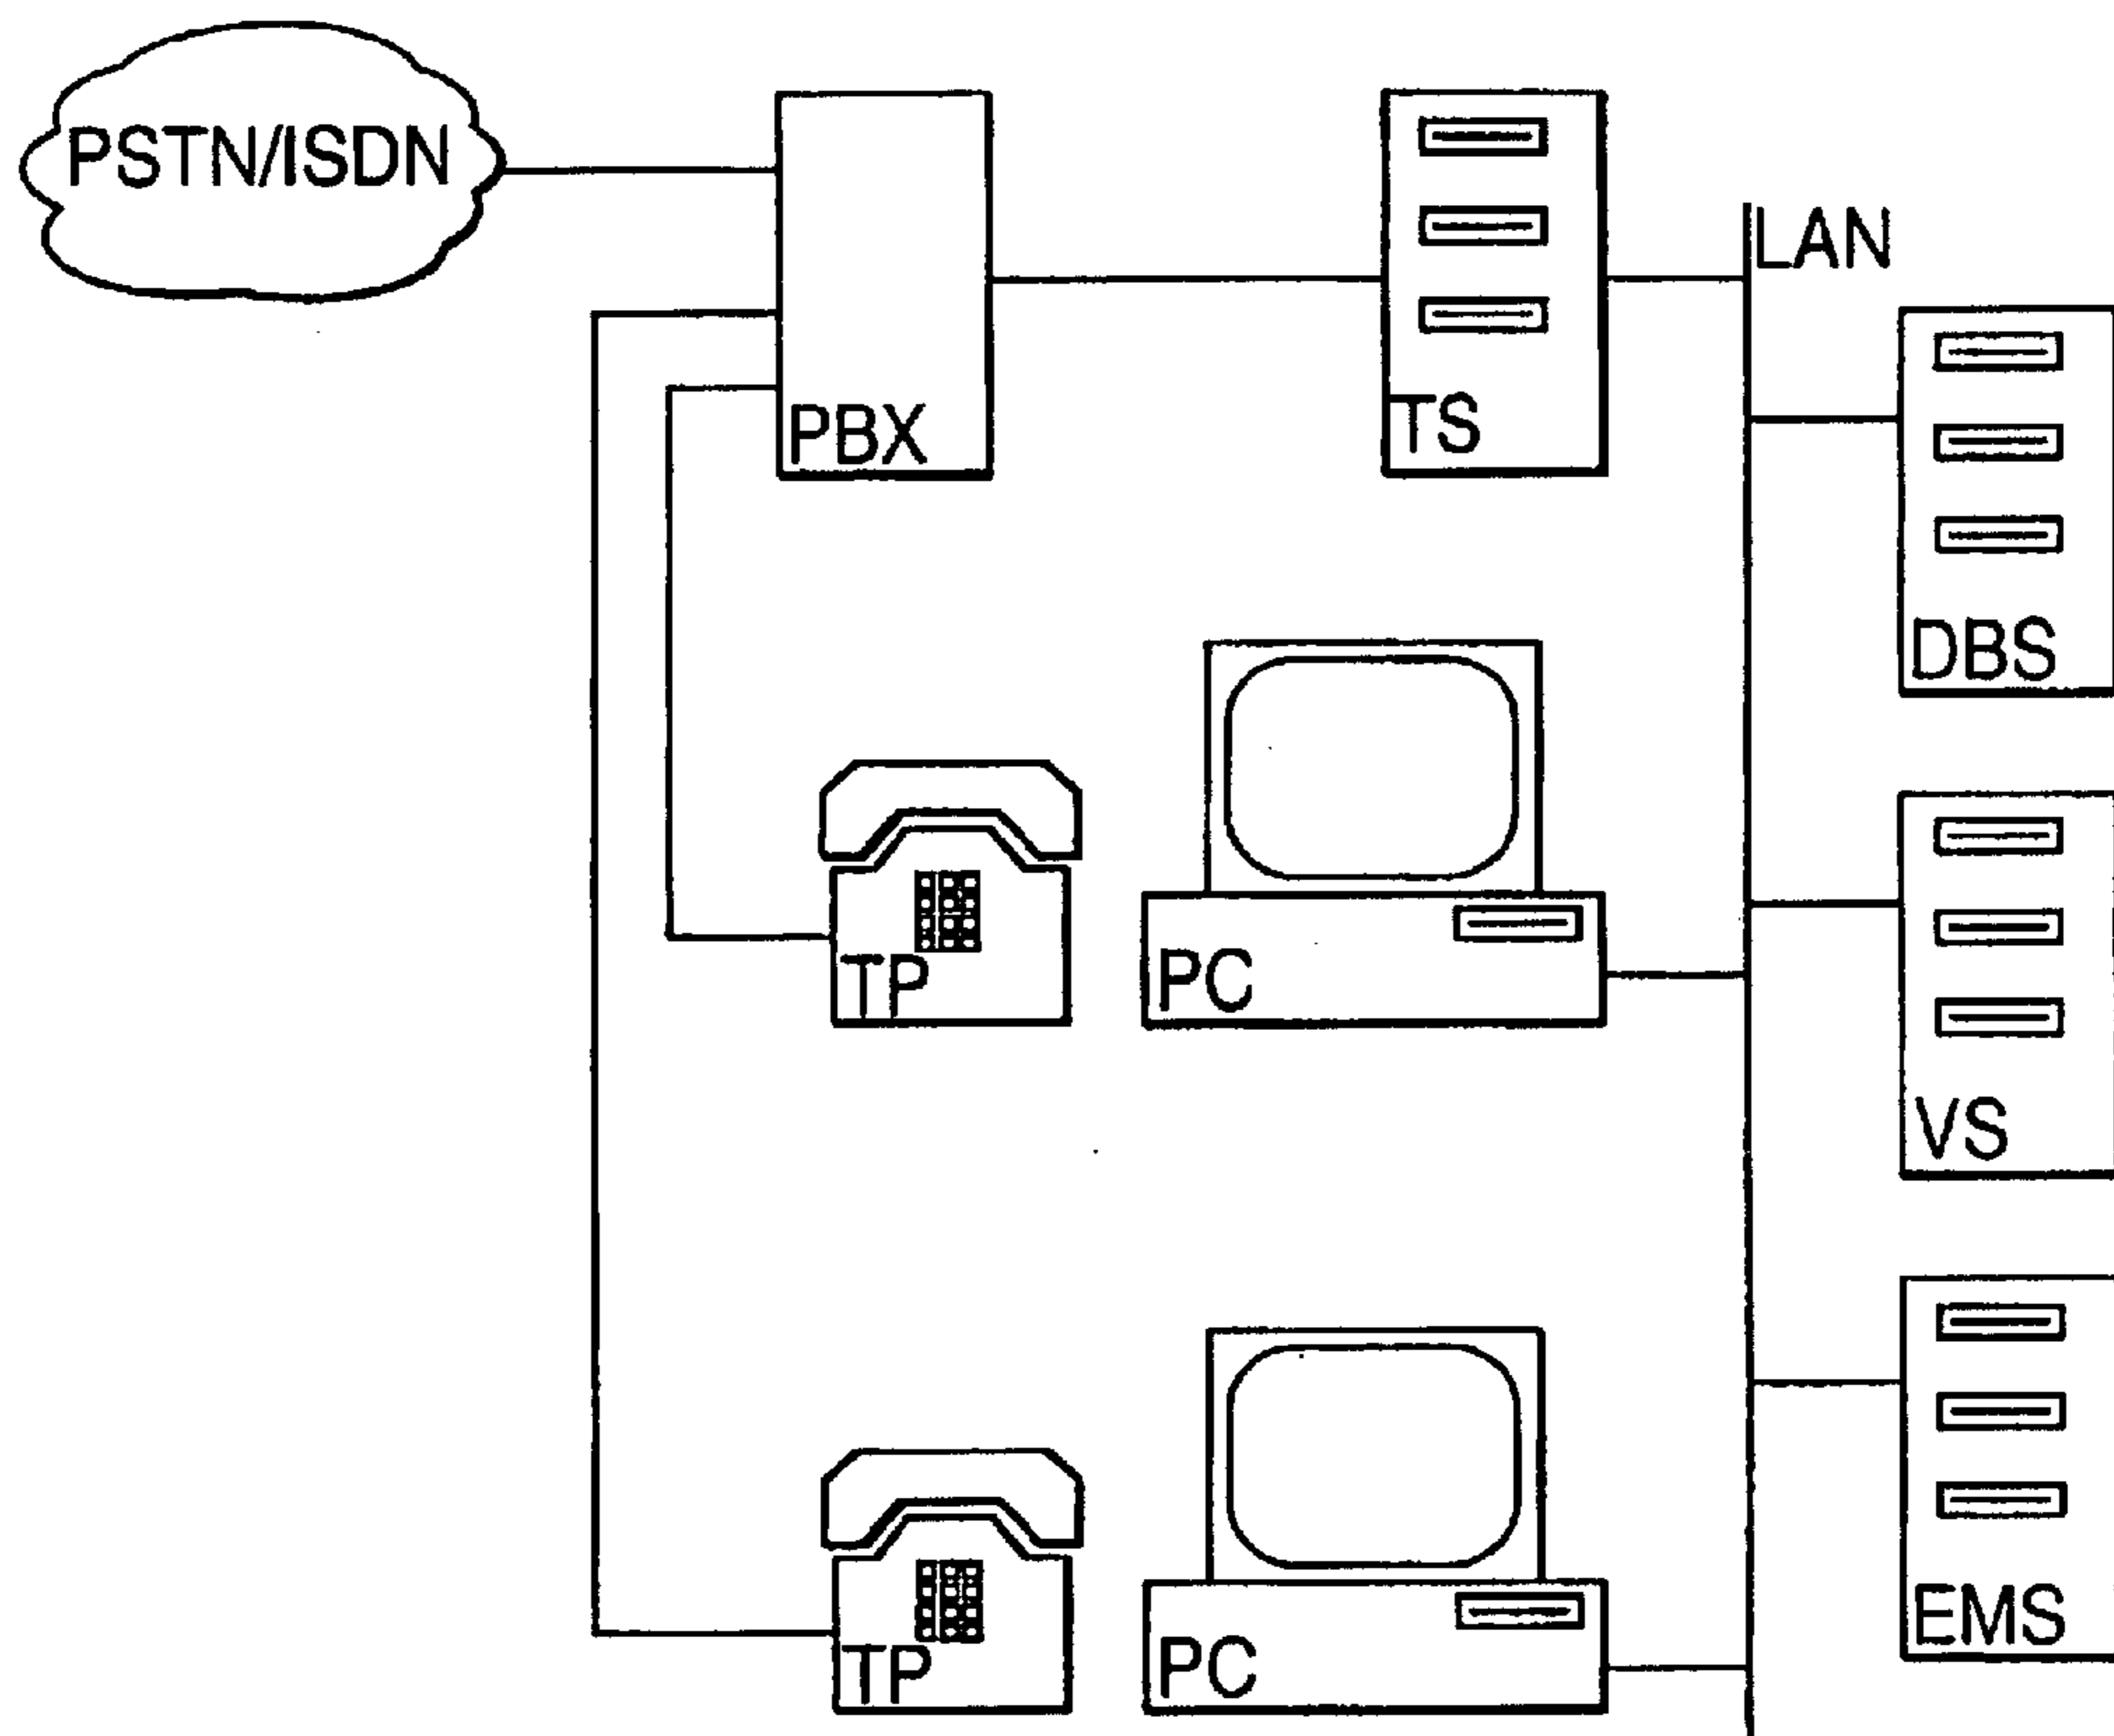 PSTN/ISDN
LAN
PBX
TS
DBS
TP
PC
VS
EMS
TP
PC